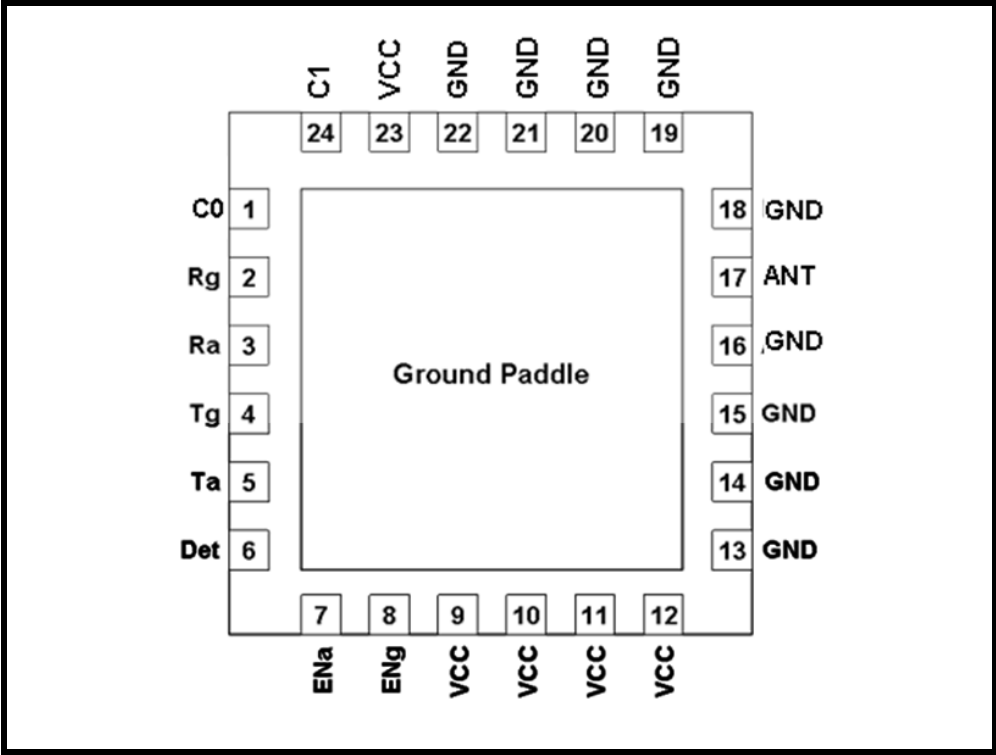 C1 VCC GND GND GND GND
24 23 22 21 20 19
C0 1 18 GND
Rg 2 17 ANT
Ra 3 16 GND
Ground Paddle
Tg 4 15 GND
Ta 5 14 GND
Det 6 13 GND
7 8 9 10 11 12
ENa ENg VCC VCC VCC VCC